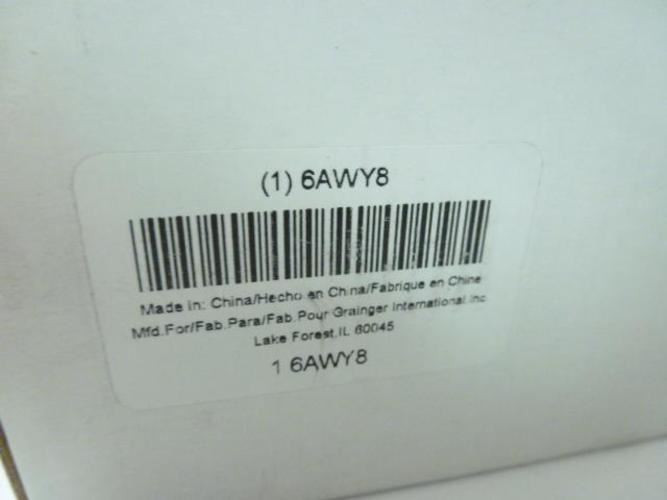 (1) 6AWY8
Made in: China/Hecho en China/Fabrique en Chine
Mfd.For/Fab.Para/Fab.Pour Grainger International,Inc.
Lake Forest,IL 60045
1 6AWY8